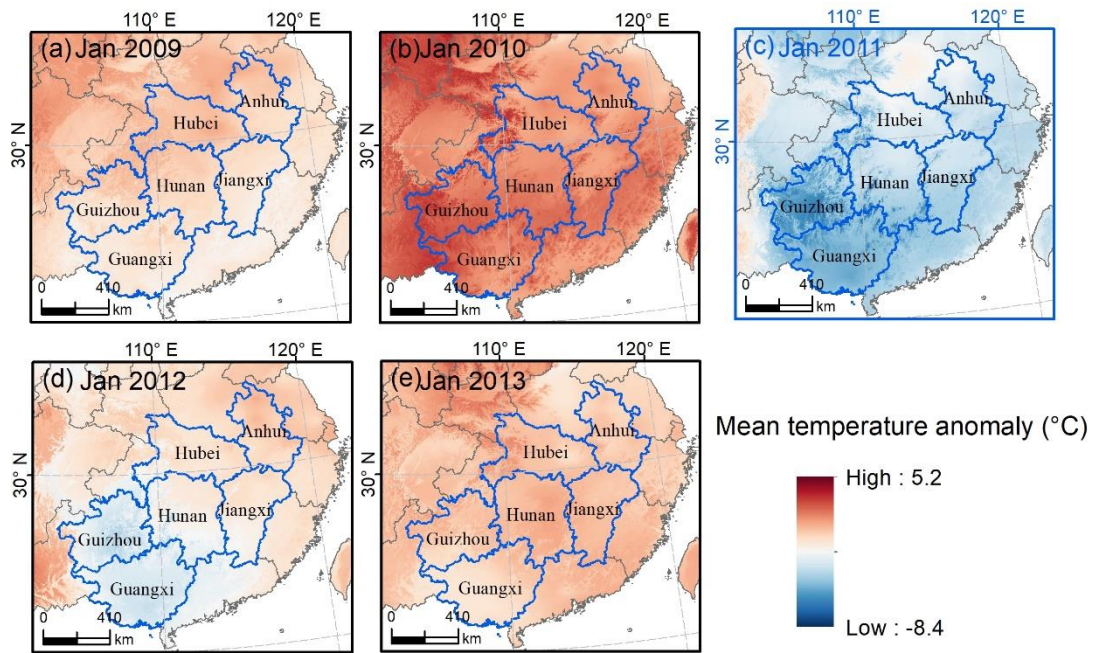 110° E 120° E 110° E 120° E 110° E 120° E
(a) Jan 2009
(b) Jan 2010
(c) Jan 2011
30° N
30° N
Anhui
Hubei
Hunan
Jiangxi
Guizhou
Guangxi
0 410
km
Anhui
Hubei
Hunan
Jiangxi
Guizhou
Guangxi
0 410
km
Anhui
Hubei
Hunan
Jiangxi
Guizhou
Guangxi
0 410
km
110° E 120° E 110° E 120° E
(d) Jan 2012
(e) Jan 2013
30° N
Anhui
Hubei
Hunan
Jiangxi
Guizhou
Guangxi
0 410
km
Anhui
Hubei
Hunan
Jiangxi
Guizhou
Guangxi
0 410
km
Mean temperature anomaly (°C)
High : 5.2
Low : -8.4